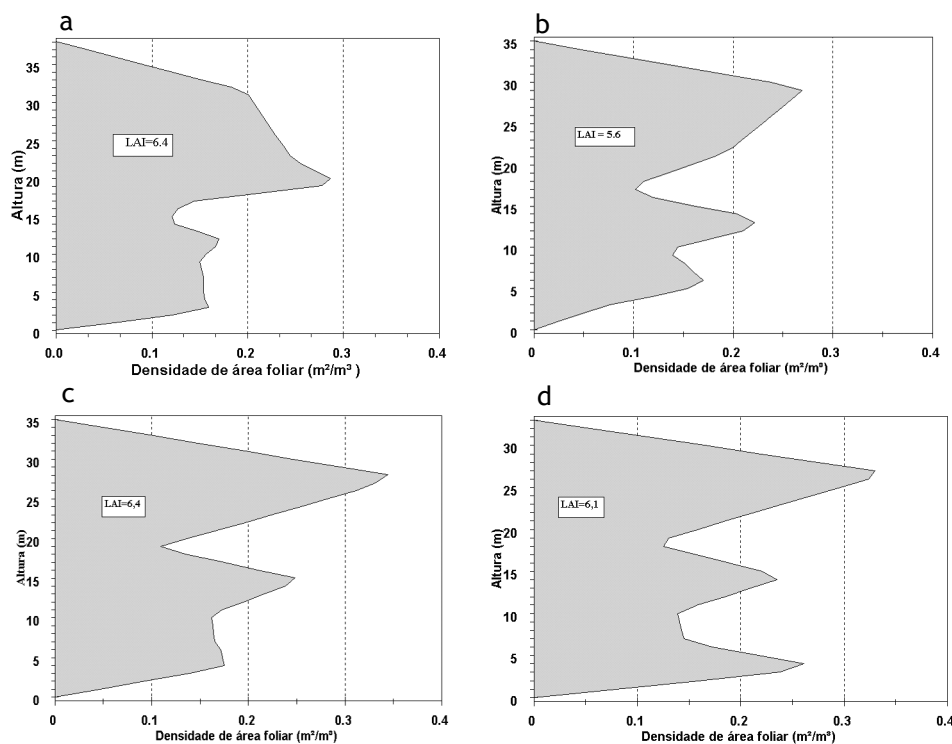 a
Altura (m)
35
30
25
20
15
10
5
0
LAI=6.4
0.0 0.1 0.2 0.3 0.4
Densidade de área foliar (m²/m³ )
b
Altura (m)
35
30
25
20
15
10
5
0
LAI = 5.6
0 0.1 0.2 0.3 0.4
Densidade de área foliar (m²/m³)
c
Altura (m)
35
30
25
20
15
10
5
0
LAI=6,4
0 0.1 0.2 0.3 0.4
Densidade de área foliar (m²/m³)
d
Altura (m)
30
25
20
15
10
5
0
LAI=6,1
0 0.1 0.2 0.3 0.4
Densidade de área foliar (m²/m³)